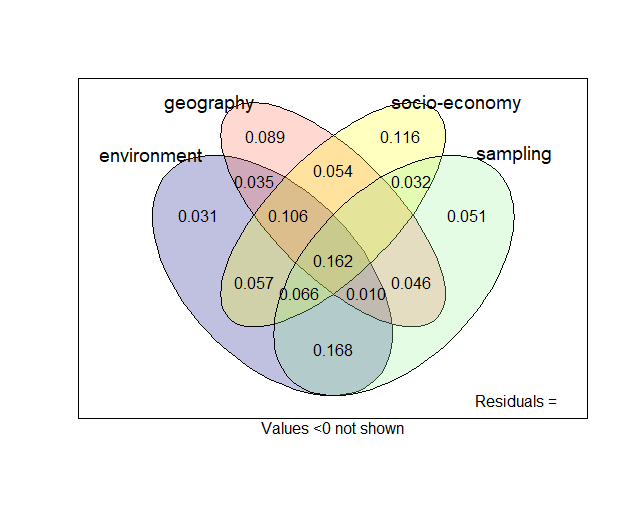 geography socio-economy
0.089 0.116
environment sampling
0.054
0.035 0.032
0.031 0.106 0.051
0.162
0.057 0.046
0.066 0.010
0.168
Residuals =
Values <0 not shown